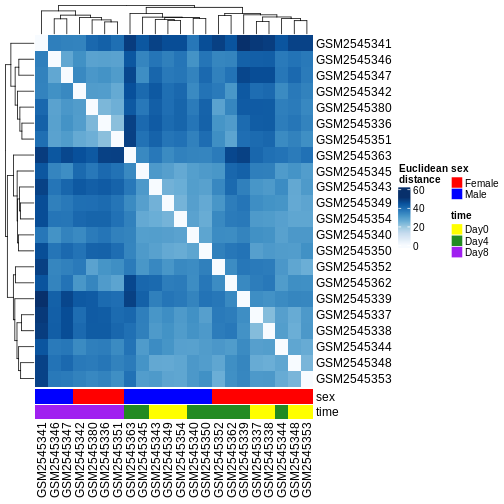 GSM2545341
GSM2545346
GSM2545347
GSM2545342
GSM2545380
GSM2545336
GSM2545351
GSM2545363
GSM2545345
GSM2545343
GSM2545349
GSM2545354
GSM2545340
GSM2545350
GSM2545352
GSM2545362
GSM2545339
GSM2545337
GSM2545338
GSM2545344
GSM2545348
GSM2545353
sex
time
GSM2545341
GSM2545346
GSM2545347
GSM2545342
GSM2545380
GSM2545336
GSM2545351
GSM2545363
GSM2545345
GSM2545343
GSM2545349
GSM2545354
GSM2545340
GSM2545350
GSM2545352
GSM2545362
GSM2545339
GSM2545337
GSM2545338
GSM2545344
GSM2545348
GSM2545353
Euclidean
distance
60
40
20
0
sex
Female
Male
time
Day0
Day4
Day8